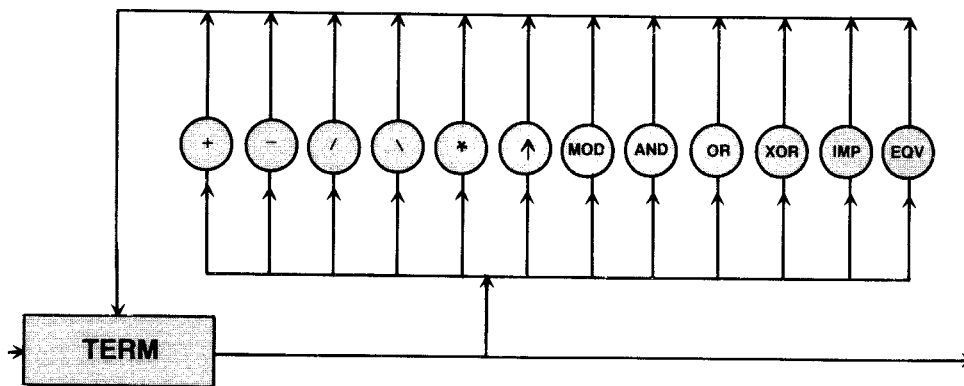 + - / \ * ↑ MOD AND OR XOR IMP EQV
TERM